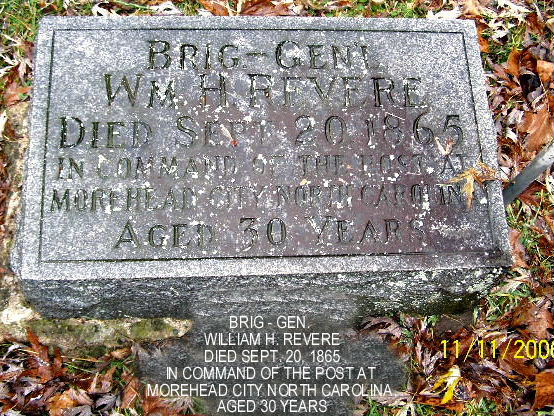 BRIG-GEN'L
WM. H. REVERE
DIED SEPT. 20, 1865
IN COMMAND OF THE POST AT
MOREHEAD CITY, NORTH CAROLINA
AGED 30 YEARS
BRIG - GEN.
WILLIAM H. REVERE
DIED SEPT. 20, 1865
IN COMMAND OF THE POST AT
MOREHEAD CITY, NORTH CAROLINA
AGED 30 YEARS
11/11/2006